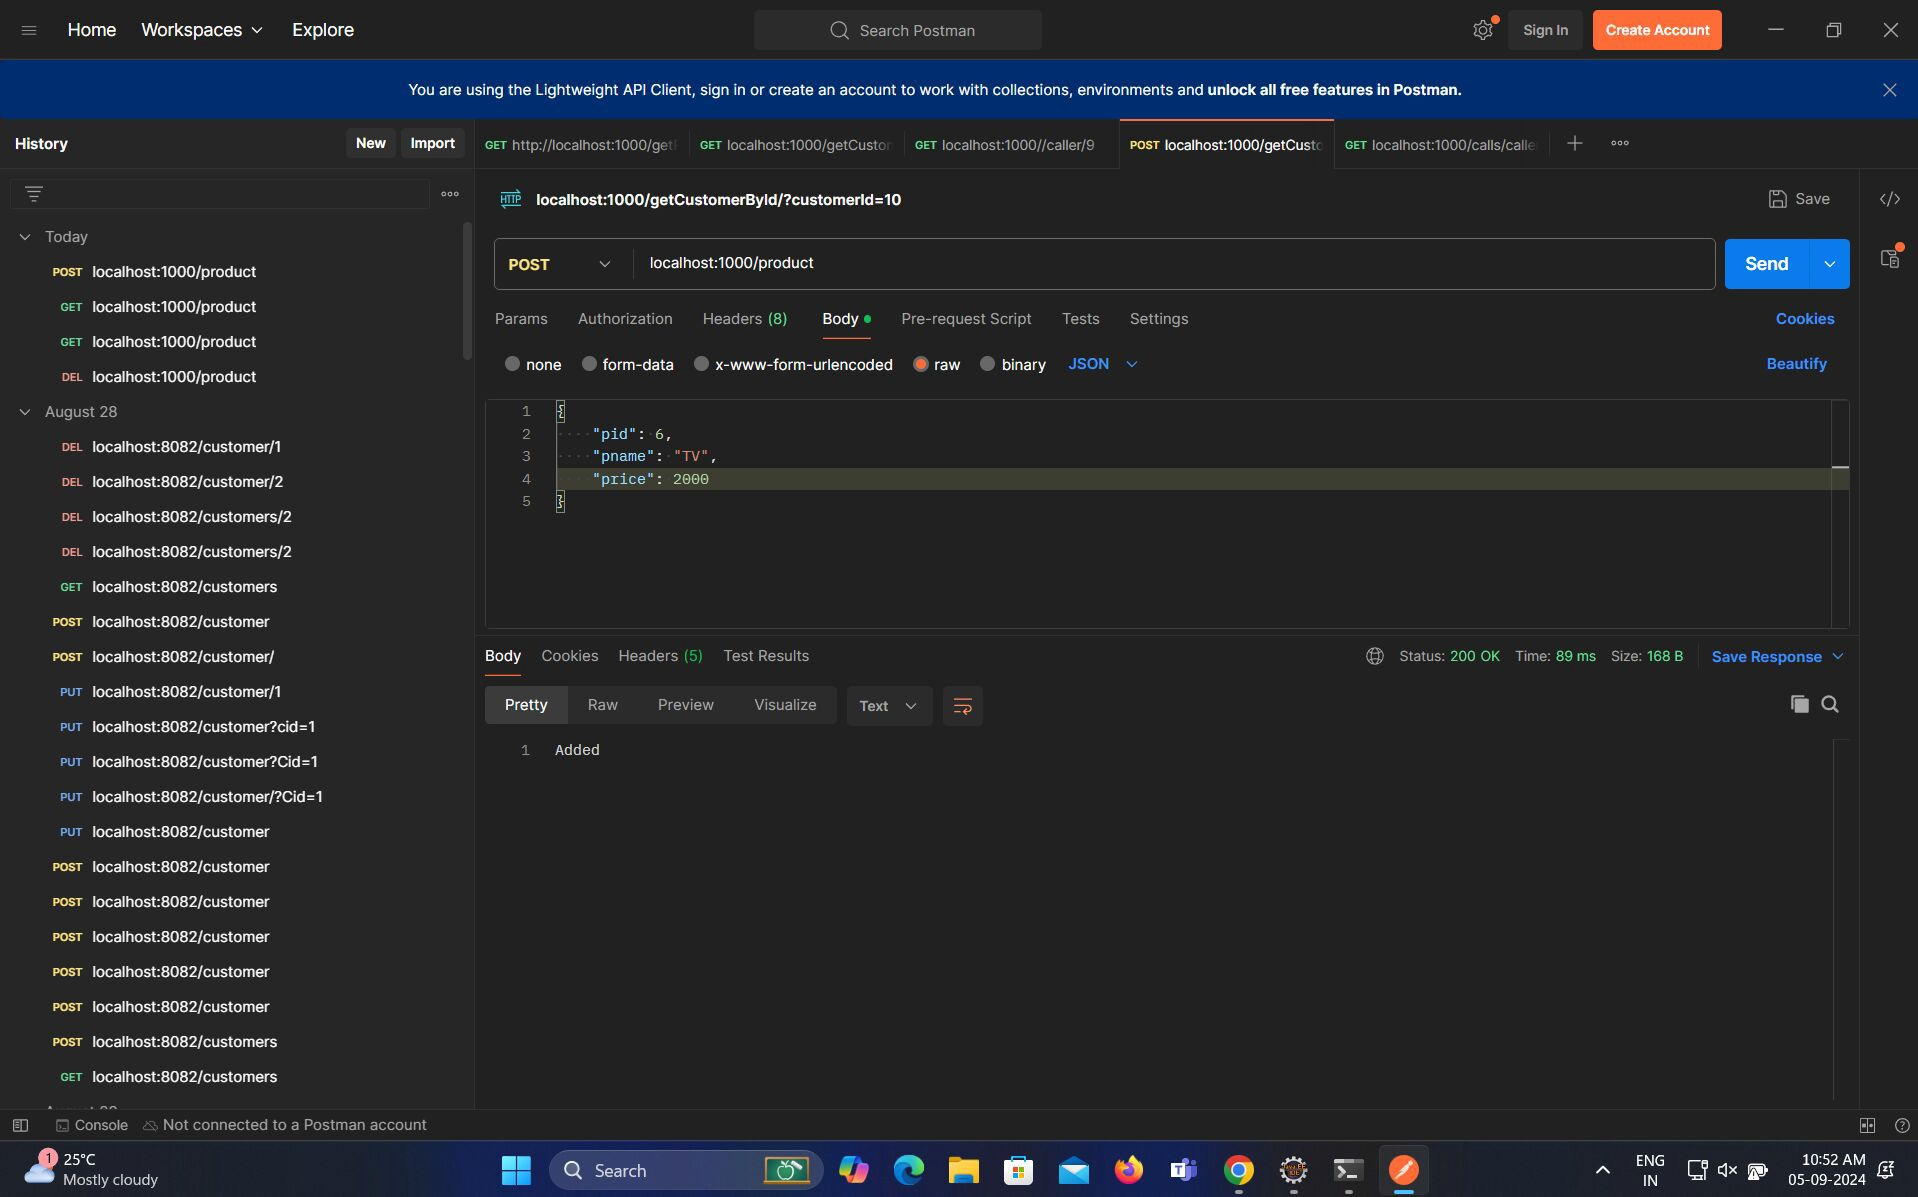 Home
Workspaces
Explore
Search Postman
Sign In
Create Account
You are using the Lightweight API Client, sign in or create an account to work with collections, environments and unlock all free features in Postman.
History
New
Import
GET http://localhost:1000/get
GET localhost:1000/getCuston
GET localhost:1000//caller/9
POST localhost:1000/getCusto
GET localhost:1000/calls/calle
HTTP localhost:1000/getCustomerById/?customerId=10
Save
Today
POST localhost:1000/product
GET localhost:1000/product
GET localhost:1000/product
DEL localhost:1000/product
August 28
DEL localhost:8082/customer/1
DEL localhost:8082/customer/2
DEL localhost:8082/customers/2
DEL localhost:8082/customers/2
GET localhost:8082/customers
POST localhost:8082/customer
POST localhost:8082/customer/
PUT localhost:8082/customer/1
PUT localhost:8082/customer?cid=1
PUT localhost:8082/customer?Cid=1
PUT localhost:8082/customer/?Cid=1
PUT localhost:8082/customer
POST localhost:8082/customer
POST localhost:8082/customer
POST localhost:8082/customer
POST localhost:8082/customer
POST localhost:8082/customer
POST localhost:8082/customers
GET localhost:8082/customers
POST
localhost:1000/product
Send
Params
Authorization
Headers (8)
Body
Pre-request Script
Tests
Settings
Cookies
none
form-data
x-www-form-urlencoded
raw
binary
JSON
Beautify
1 {
2 "pid": 6,
3 "pname": "TV",
4 "price": 2000
5 }
Body
Cookies
Headers (5)
Test Results
Status: 200 OK
Time: 89 ms
Size: 168 B
Save Response
Pretty
Raw
Preview
Visualize
Text
1 Added
Console
Not connected to a Postman account
1
25°C
Mostly cloudy
Search
ENG
IN
10:52 AM
05-09-2024